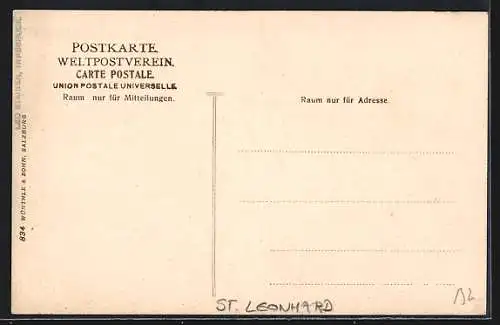 POSTKARTE.
WELTPOSTVEREIN.
CARTE POSTALE.
UNION POSTALE UNIVERSELLE.
Raum nur für Mitteilungen.
Raum nur für Adresse.
834 WÜRTHLE & SOHN, SALZBURG
ST. LEONHARD